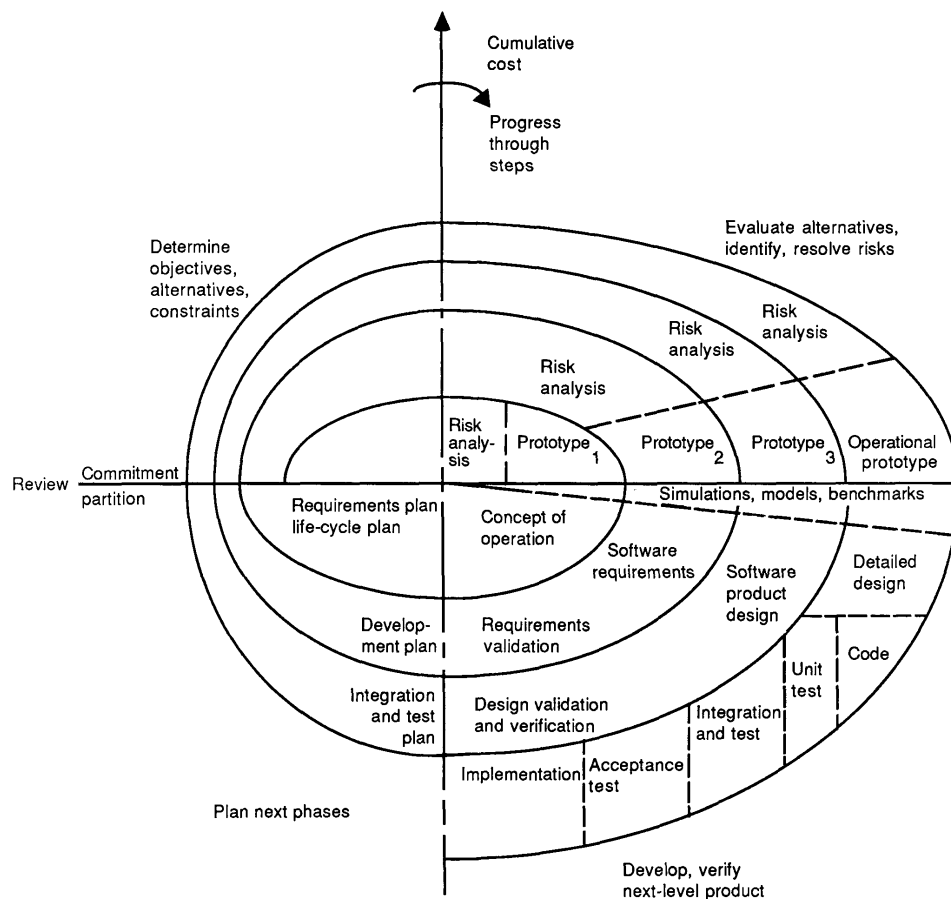 Cumulative
cost
Progress
through
steps
Evaluate alternatives,
identify, resolve risks
Determine
objectives,
alternatives,
constraints
Risk
analysis
Risk
analysis
Risk
analysis
Risk
analy-
sis
Prototype
1
Prototype
2
Prototype
3
Operational
prototype
Review
Commitment
partition
Simulations, models, benchmarks
Requirements plan
life-cycle plan
Concept of
operation
Software
requirements
Software
product
design
Detailed
design
Develop-
ment plan
Requirements
validation
Code
Unit
test
Integration
and test
plan
Design validation
and verification
Integration
and test
Implementation
Acceptance
test
Plan next phases
Develop, verify
next-level product